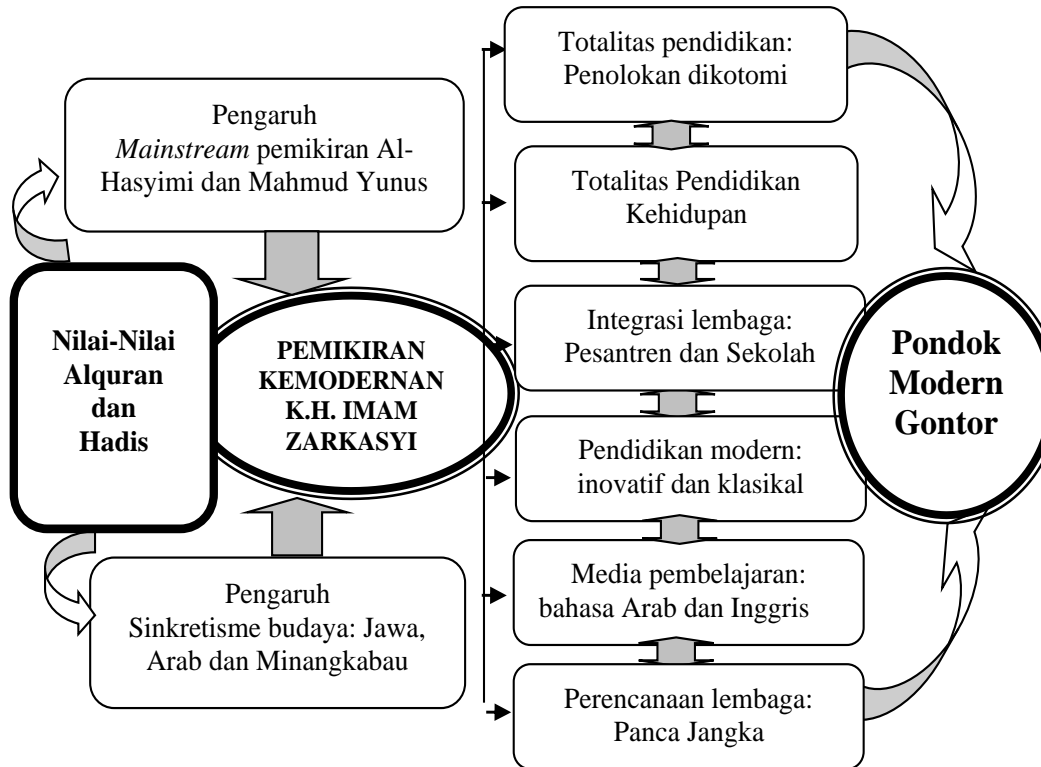 Pengaruh
Mainstream pemikiran Al-
Hasyimi dan Mahmud Yunus
Nilai-Nilai
Alquran
dan
Hadis
PEMIKIRAN
KEMODERNAN
K.H. IMAM
ZARKASYI
Pengaruh
Sinkretisme budaya: Jawa,
Arab dan Minangkabau
Totalitas pendidikan:
Penolokan dikotomi
Totalitas Pendidikan
Kehidupan
Integrasi lembaga:
Pesantren dan Sekolah
Pendidikan modern:
inovatif dan klasikal
Media pembelajaran:
bahasa Arab dan Inggris
Perencanaan lembaga:
Panca Jangka
Pondok
Modern
Gontor